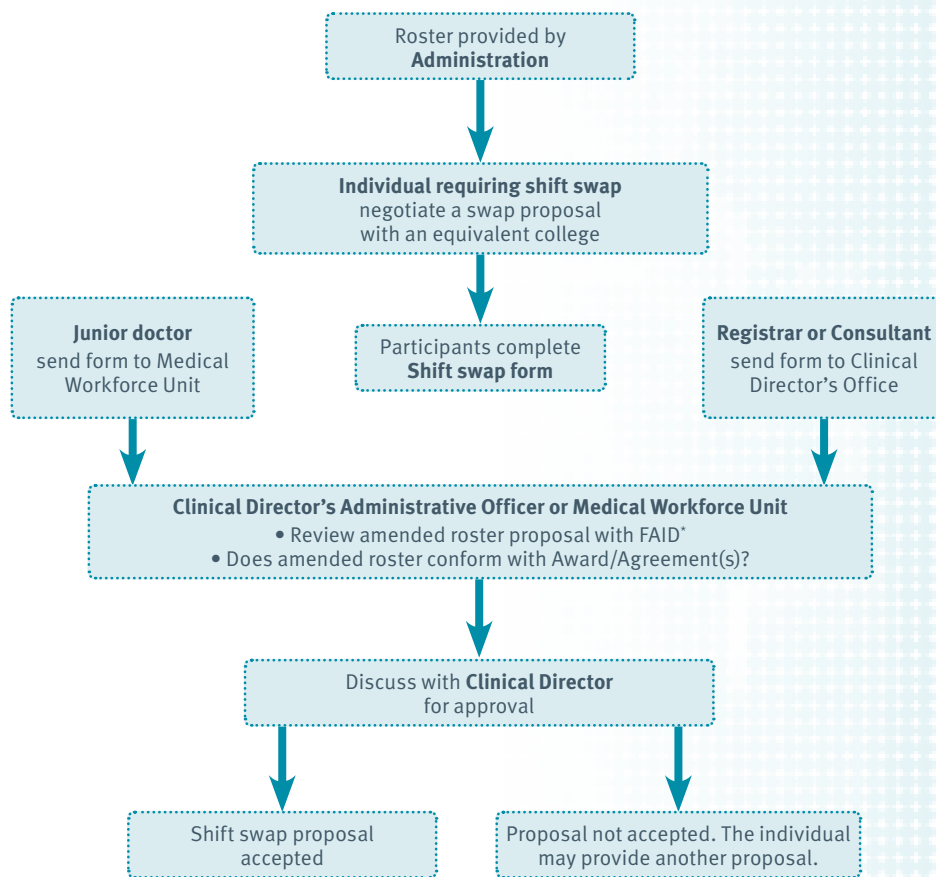 Roster provided by
Administration
Individual requiring shift swap
negotiate a swap proposal
with an equivalent college
Junior doctor
send form to Medical
Workforce Unit
Participants complete
Shift swap form
Registrar or Consultant
send form to Clinical
Director’s Office
Clinical Director’s Administrative Officer or Medical Workforce Unit
• Review amended roster proposal with FAID*
• Does amended roster conform with Award/Agreement(s)?
Discuss with Clinical Director
for approval
Shift swap proposal
accepted
Proposal not accepted. The individual
may provide another proposal.